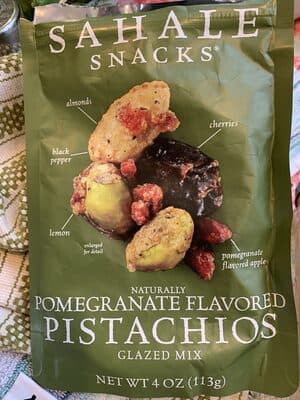 SAHALE
SNACKS®
almonds
cherries
black
pepper
lemon
enlarged
for detail
pomegranate
flavored apple
NATURALLY
POMEGRANATE FLAVORED
PISTACHIOS
GLAZED MIX
NET WT 4 OZ (113g)